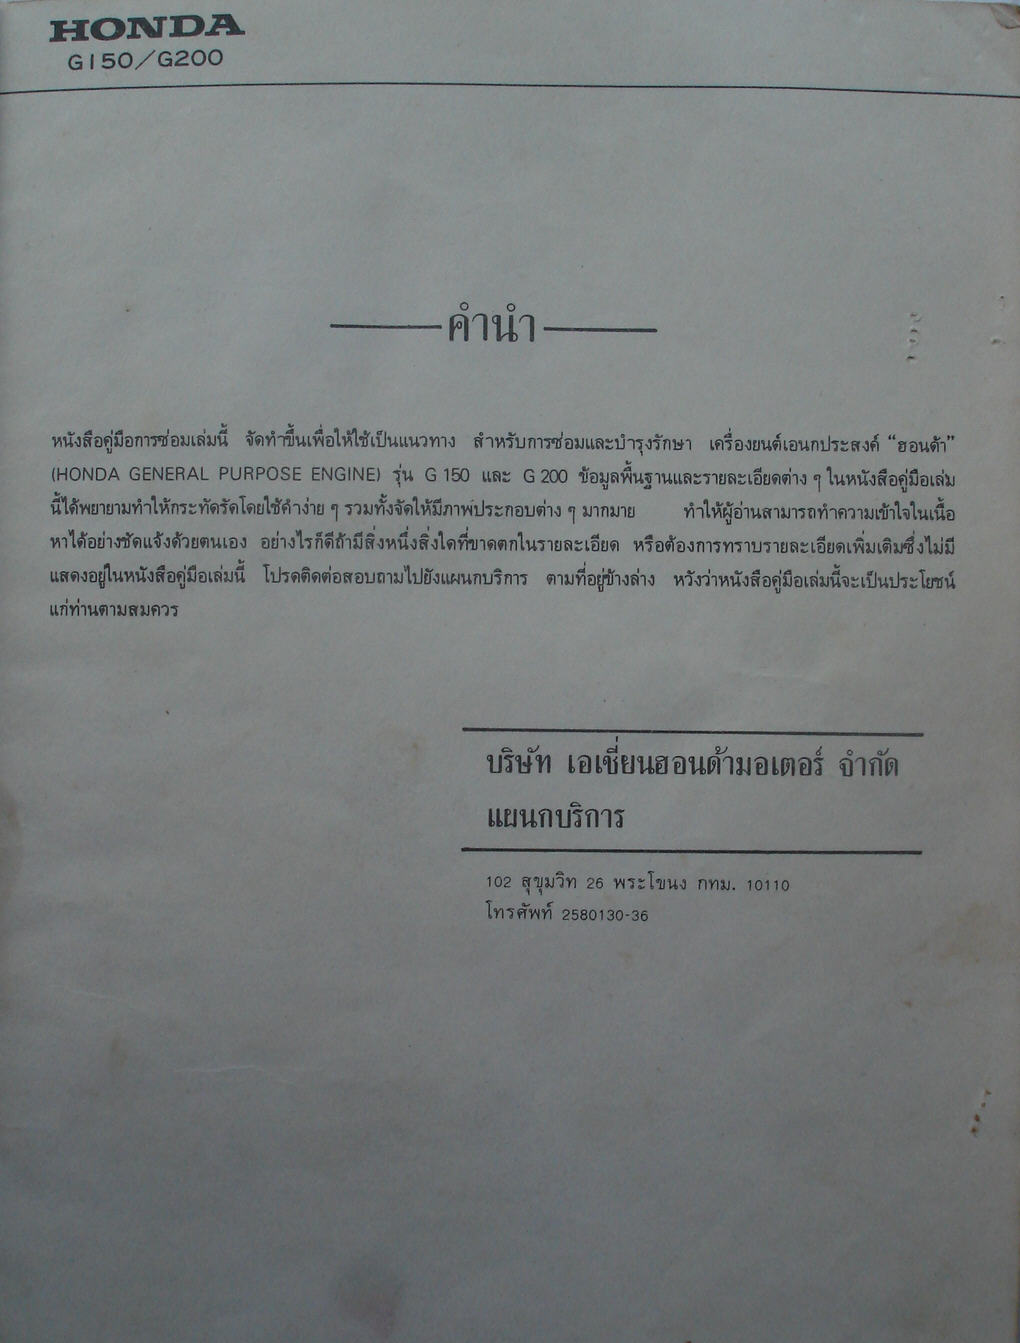 HONDA
G150/G200
คำนำ
หนังสือคู่มือการซ่อมเล่มนี้ จัดทำขึ้นเพื่อให้ใช้เป็นแนวทาง สำหรับการซ่อมและบำรุงรักษา เครื่องยนต์เอนกประสงค์ “ฮอนด้า”
(HONDA GENERAL PURPOSE ENGINE) รุ่น G 150 และ G 200 ข้อมูลพื้นฐานและรายละเอียดต่าง ๆ ในหนังสือคู่มือเล่ม
นี้ได้พยายามทำให้กระทัดรัดโดยใช้คำง่าย ๆ รวมทั้งจัดให้มีภาพประกอบต่าง ๆ มากมาย ทำให้ผู้อ่านสามารถทำความเข้าใจในเนื้อ
หาได้อย่างชัดแจ้งด้วยตนเอง อย่างไรก็ดีถ้ามีสิ่งหนึ่งสิ่งใดที่ขาดตกในรายละเอียด หรือต้องการทราบรายละเอียดเพิ่มเติมซึ่งไม่มี
แสดงอยู่ในหนังสือคู่มือเล่มนี้ โปรดติดต่อสอบถามไปยังแผนกบริการ ตามที่อยู่ข้างล่าง หวังว่าหนังสือคู่มือเล่มนี้จะเป็นประโยชน์
แก่ท่านตามสมควร
บริษัท เอเชี่ยนฮอนด้ามอเตอร์ จำกัด
แผนกบริการ
102 สุขุมวิท 26 พระโขนง กทม. 10110
โทรศัพท์ 2580130-36